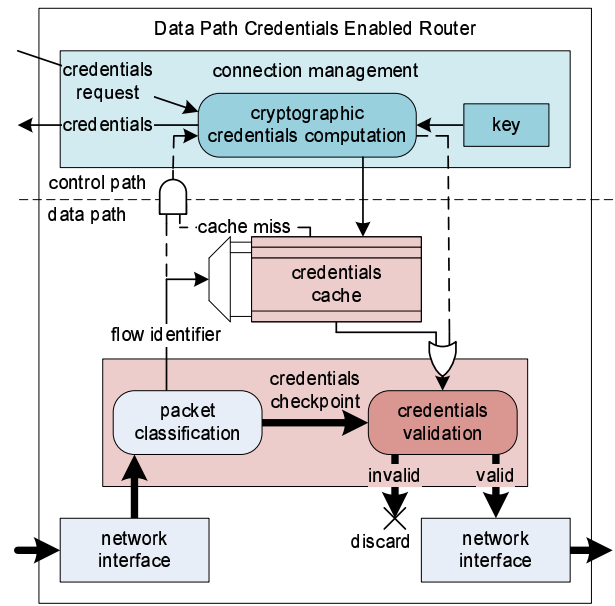 Data Path Credentials Enabled Router
credentials
request
connection management
credentials
cryptographic
credentials computation
key
control path
data path
cache miss
credentials
cache
flow identifier
credentials
checkpoint
packet
classification
credentials
validation
invalid
valid
network
interface
discard
network
interface